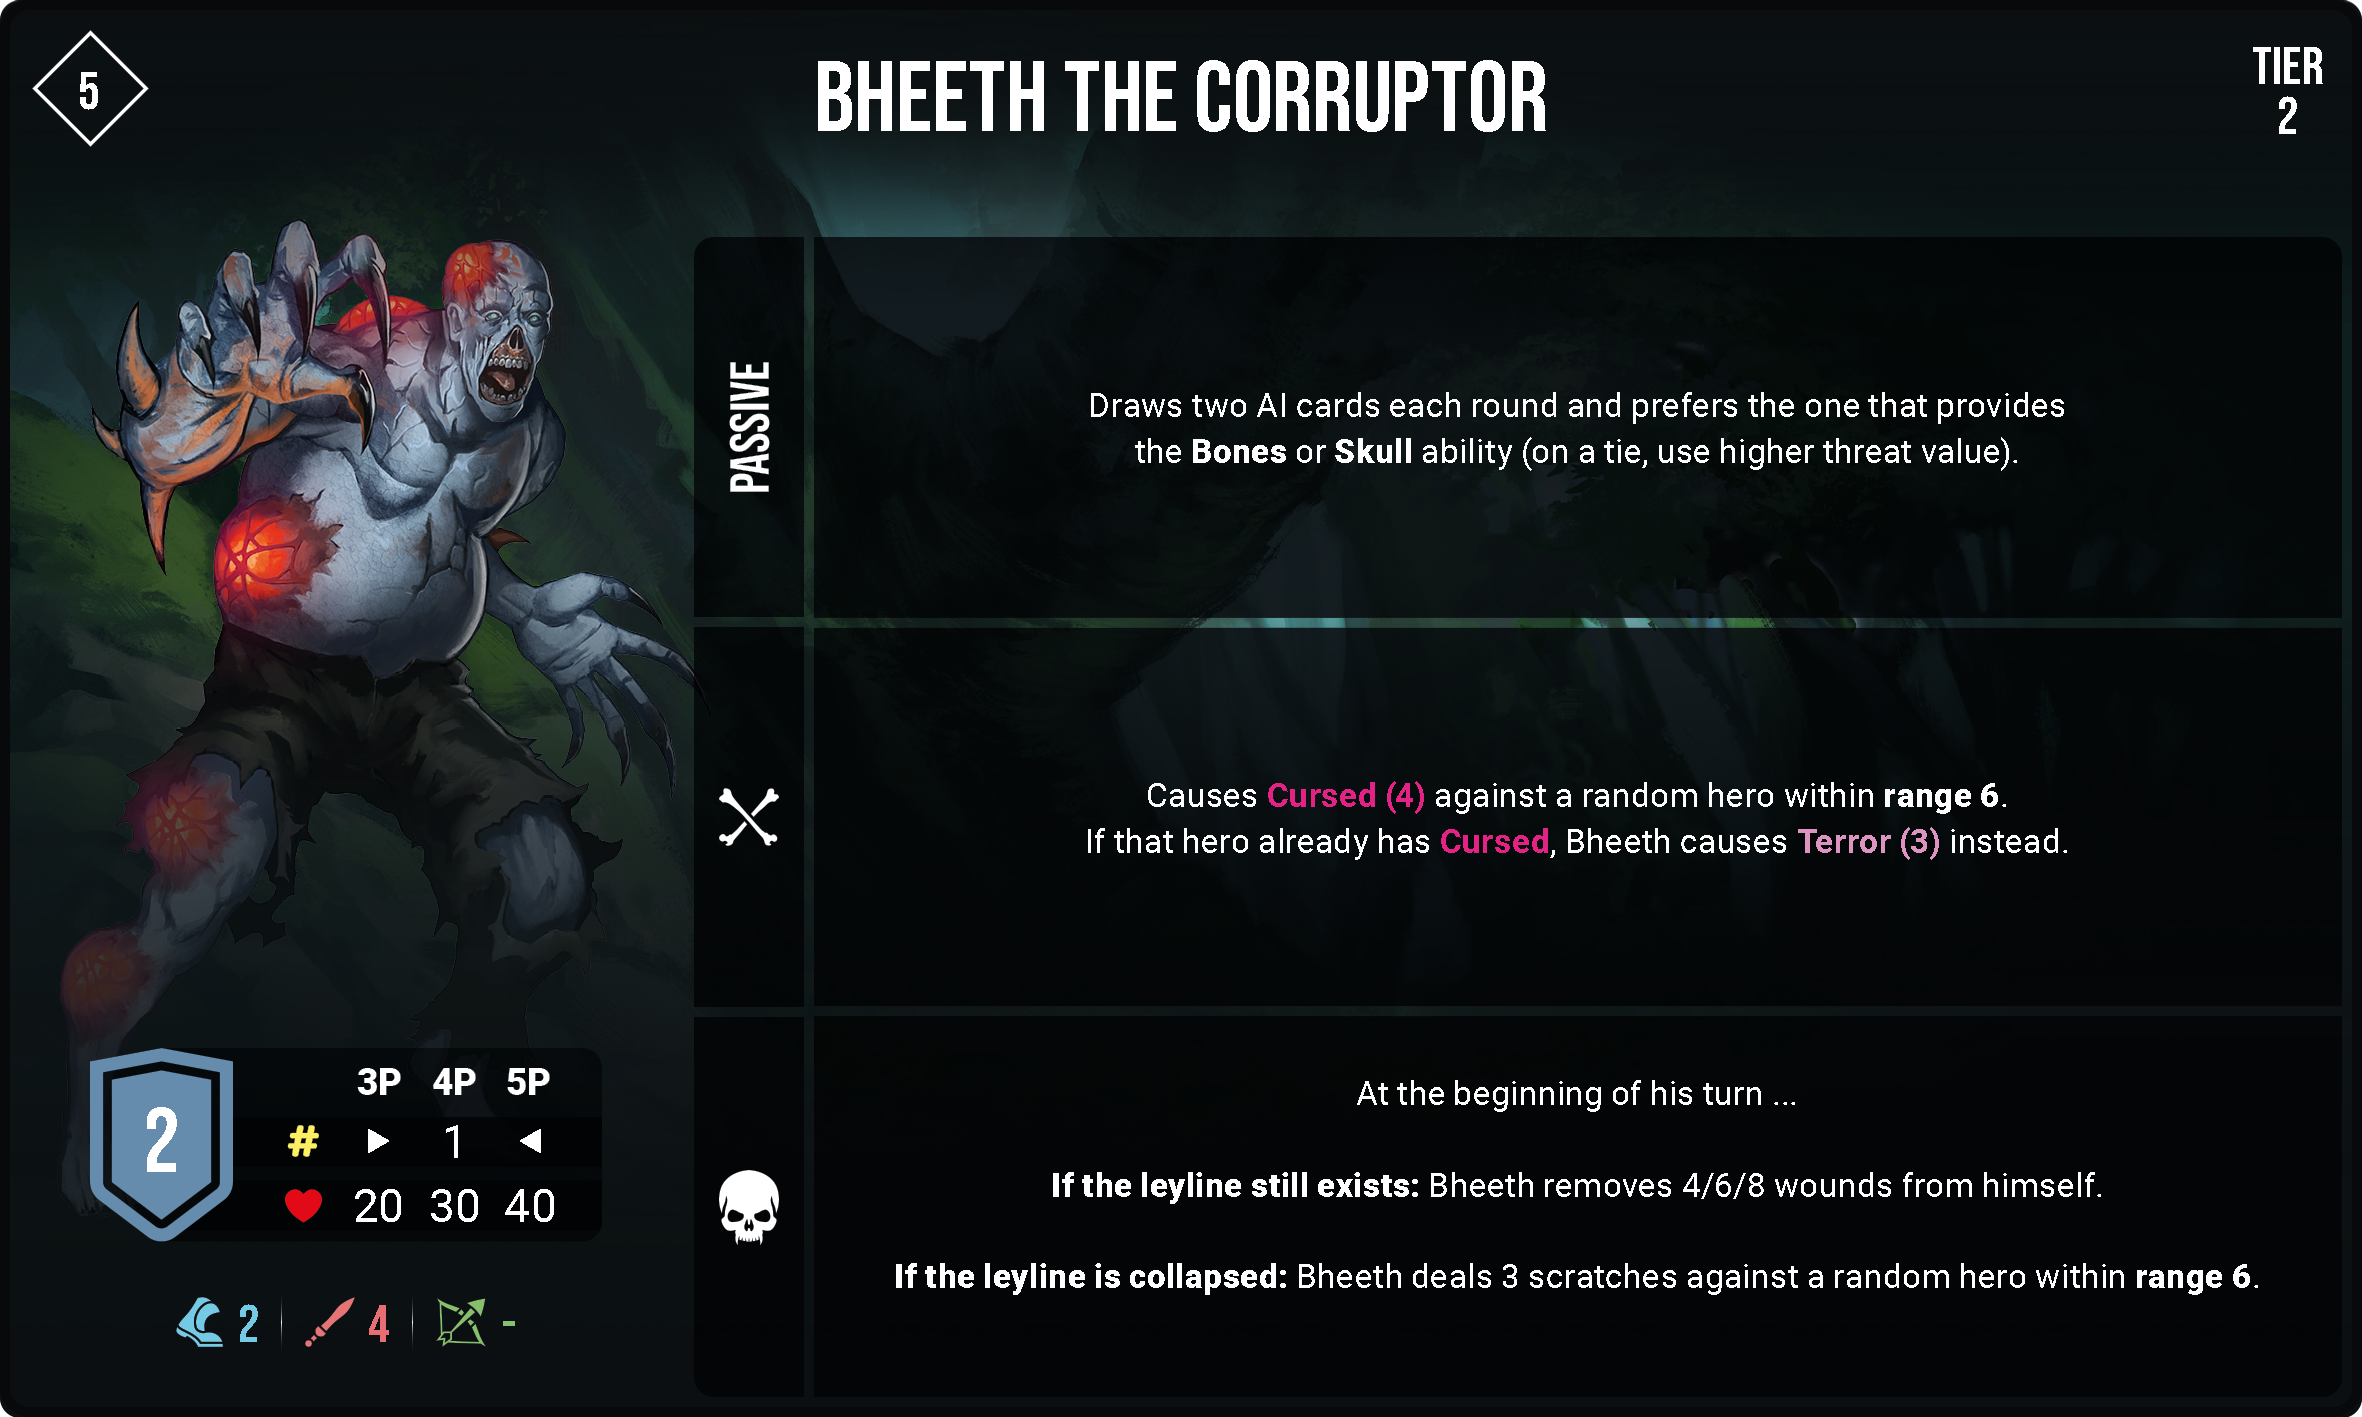 5
BHEETH THE CORRUPTOR
TIER
2
PASSIVE
Draws two AI cards each round and prefers the one that provides
the Bones or Skull ability (on a tie, use higher threat value).
Causes Cursed (4) against a random hero within range 6.
If that hero already has Cursed, Bheeth causes Terror (3) instead.
At the beginning of his turn ...
If the leyline still exists: Bheeth removes 4/6/8 wounds from himself.
If the leyline is collapsed: Bheeth deals 3 scratches against a random hero within range 6.
2
3P 4P 5P
# ▶ 1 ◀
20 30 40
2 4 -